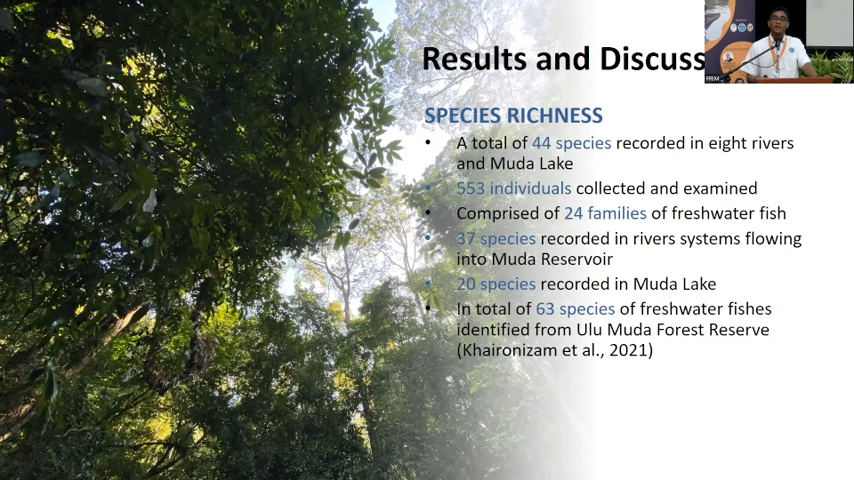 Results and Discuss
SPECIES RICHNESS
• A total of 44 species recorded in eight rivers
and Muda Lake
• 553 individuals collected and examined
• Comprised of 24 families of freshwater fish
• 37 species recorded in rivers systems flowing
into Muda Reservoir
• 20 species recorded in Muda Lake
• In total of 63 species of freshwater fishes
identified from Ulu Muda Forest Reserve
(Khaironizam et al., 2021)
FRIM